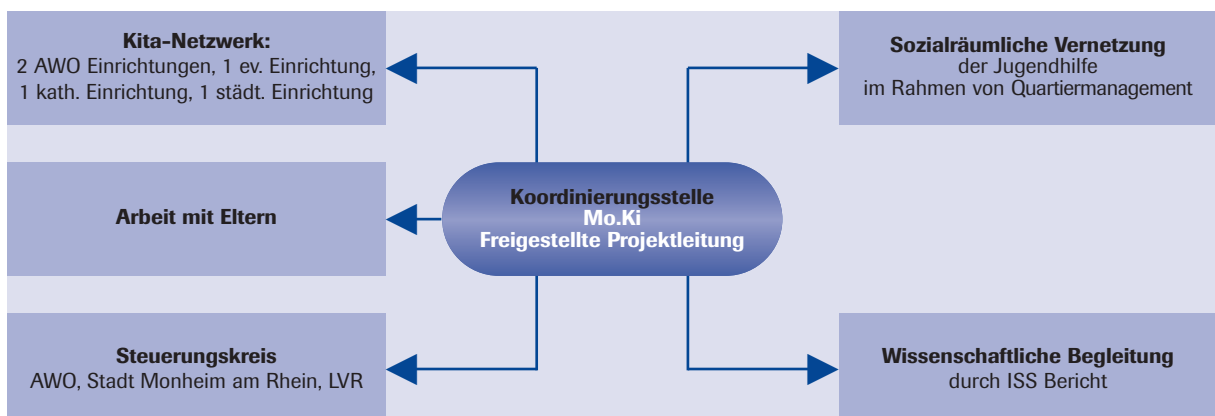 Kita-Netzwerk:
2 AWO Einrichtungen, 1 ev. Einrichtung,
1 kath. Einrichtung, 1 städt. Einrichtung
Sozialräumliche Vernetzung
der Jugendhilfe
im Rahmen von Quartiermanagement
Arbeit mit Eltern
Koordinierungsstelle
Mo.Ki
Freigestellte Projektleitung
Steuerungskreis
AWO, Stadt Monheim am Rhein, LVR
Wissenschaftliche Begleitung
durch ISS Bericht